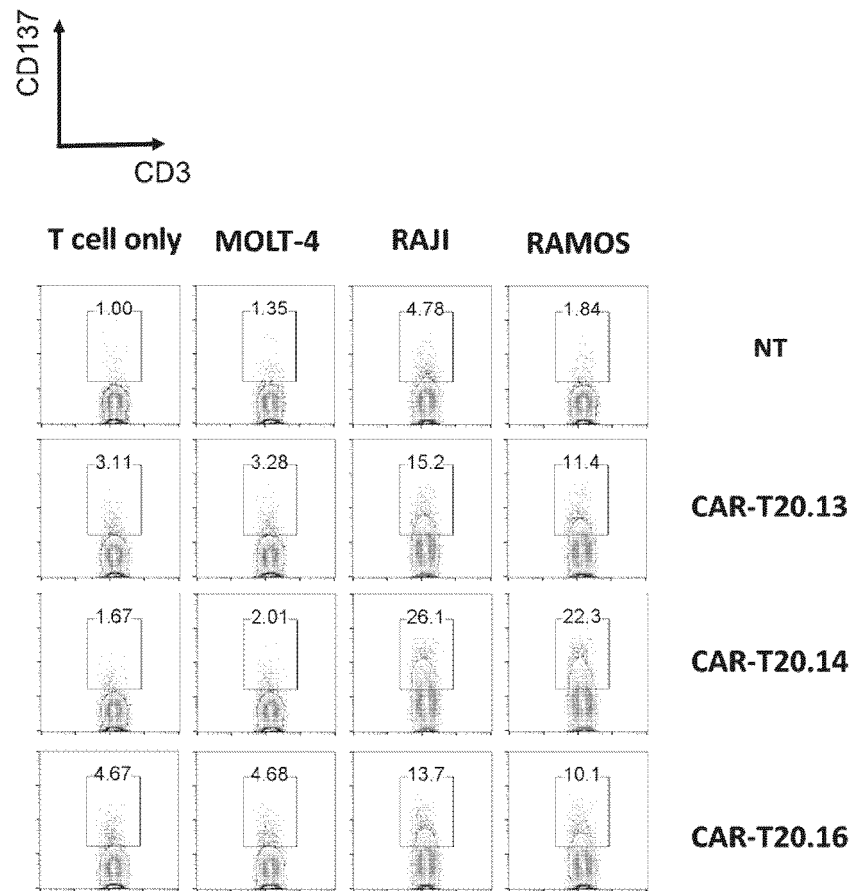 CD137
CD3
T cell only MOLT-4 RAJI RAMOS
1.00 1.35 4.78 1.84 NT
3.11 3.28 15.2 11.4 CAR-T20.13
1.67 2.01 26.1 22.3 CAR-T20.14
4.67 4.68 13.7 10.1 CAR-T20.16